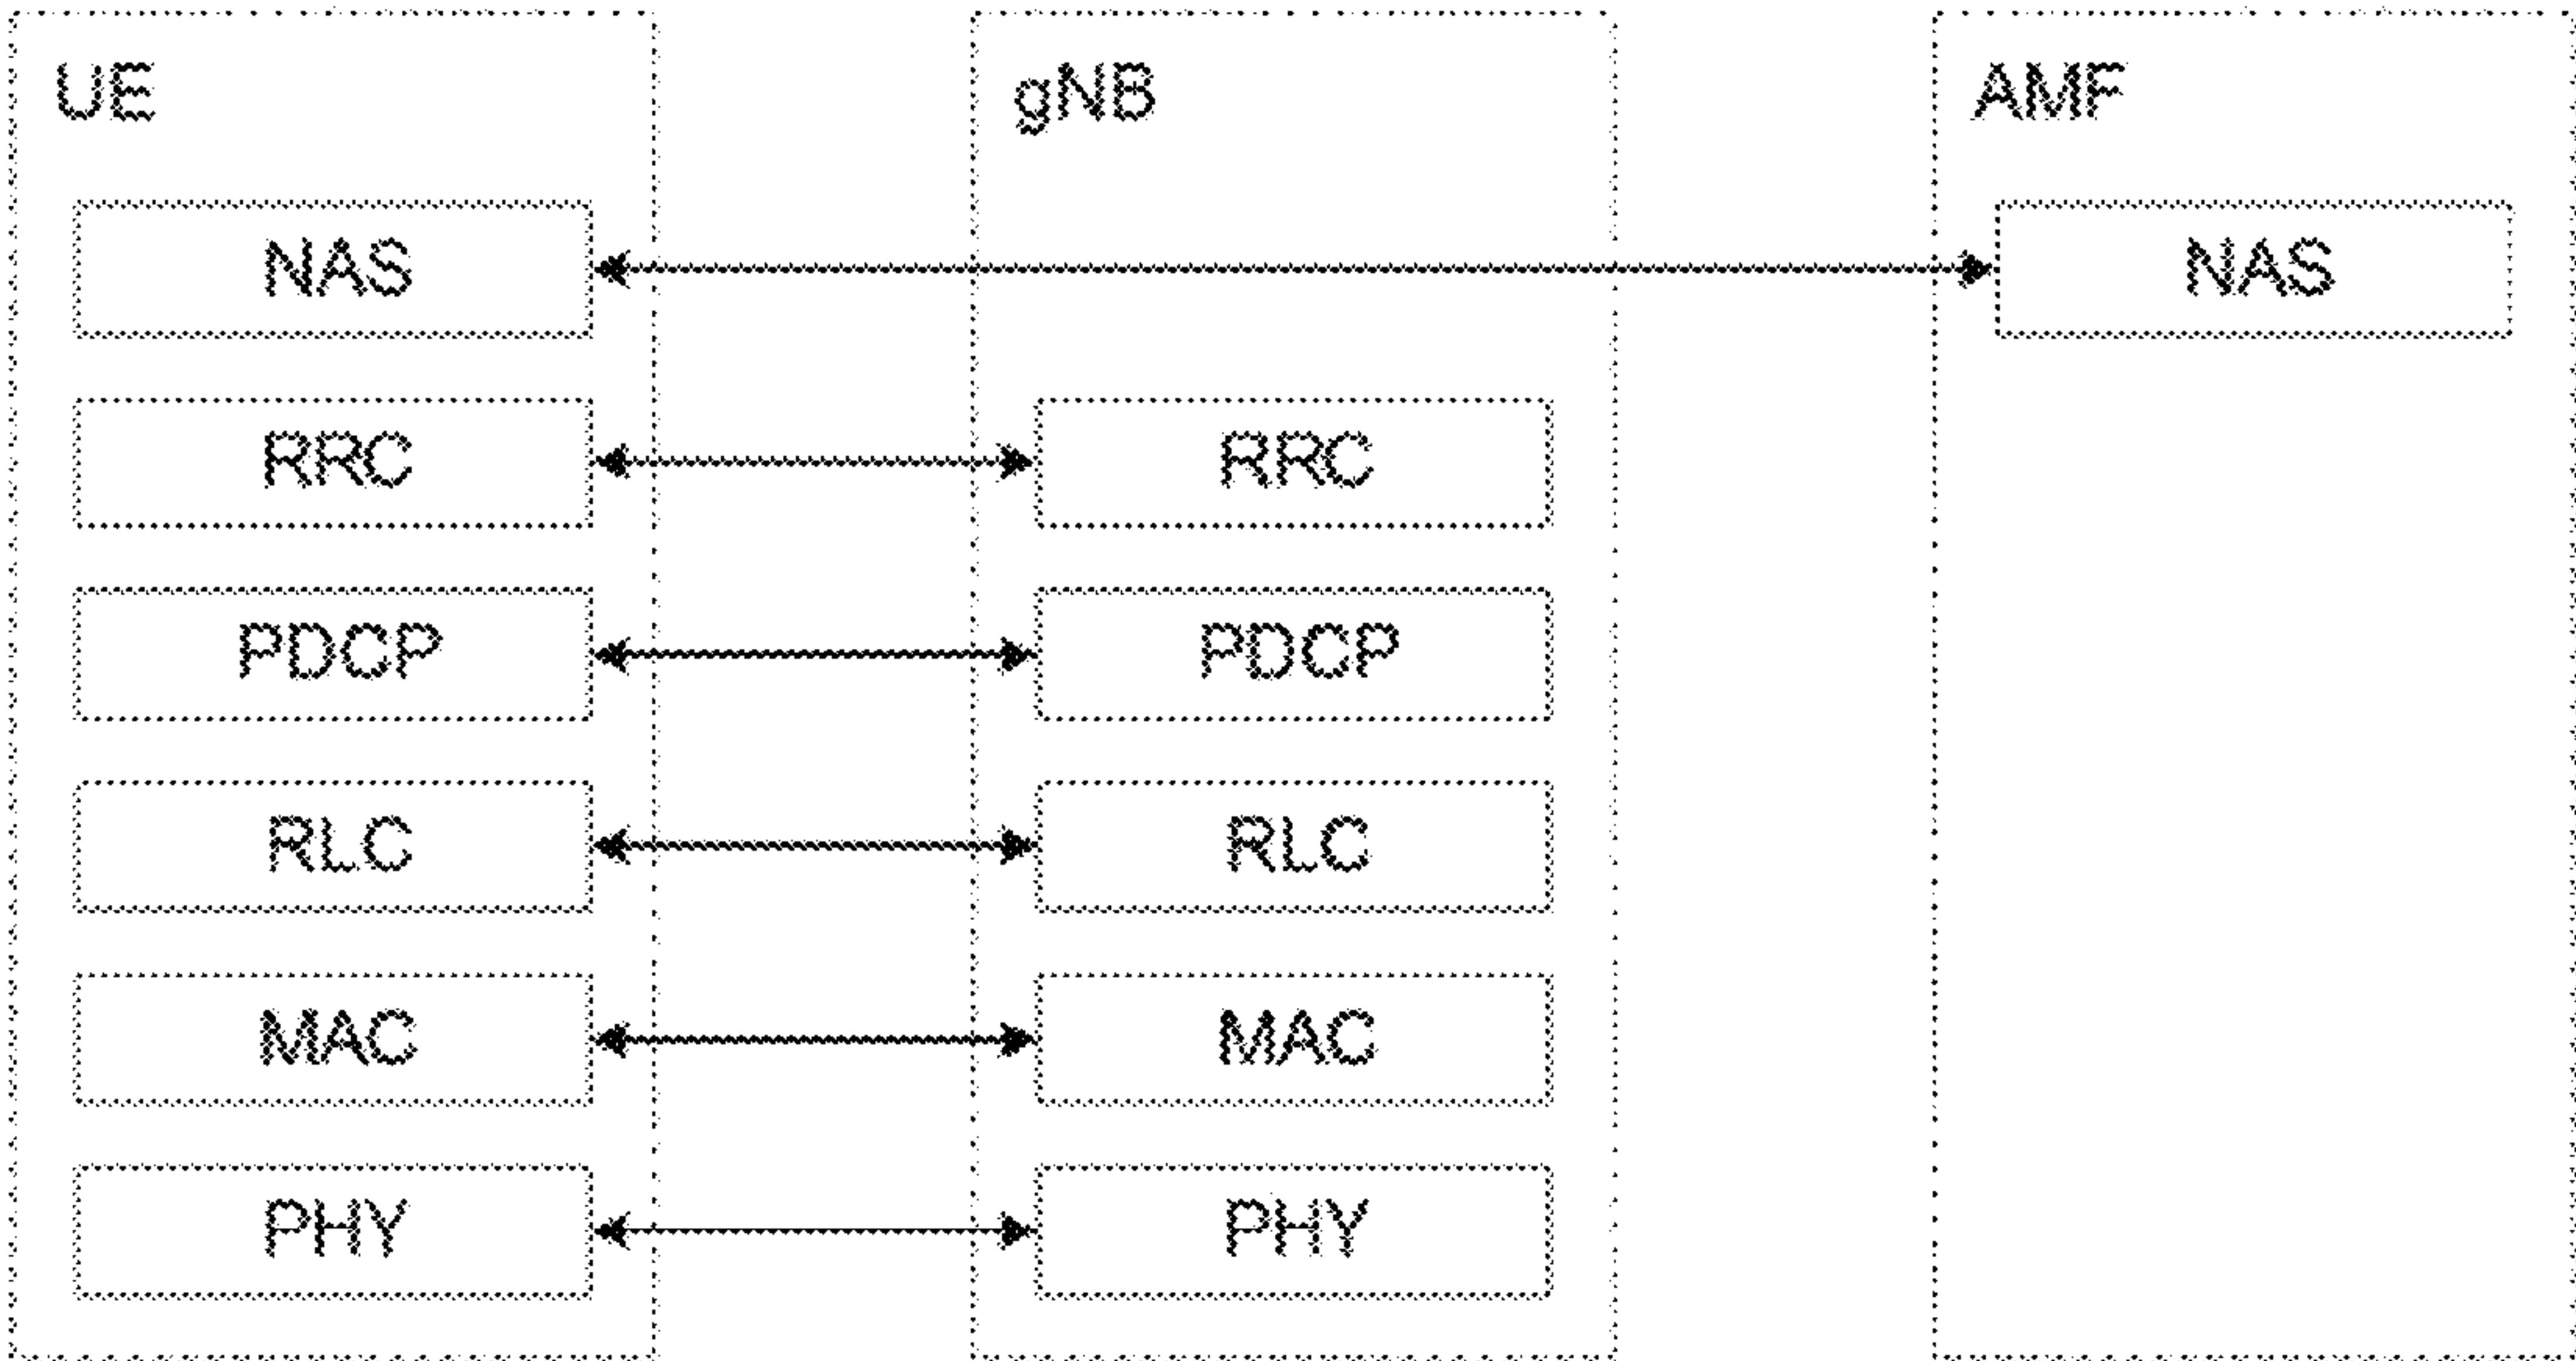 UE gNB AMF
NAS NAS
RRC RRC
PDCP PDCP
RLC RLC
MAC MAC
PHY PHY